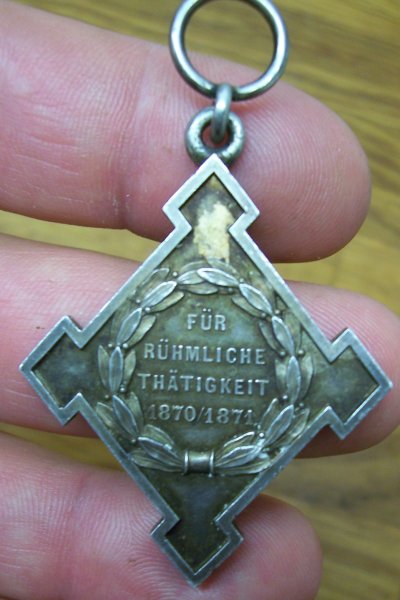 FÜR
RÜHMLICHE
THÄTIGKEIT
1870/1871